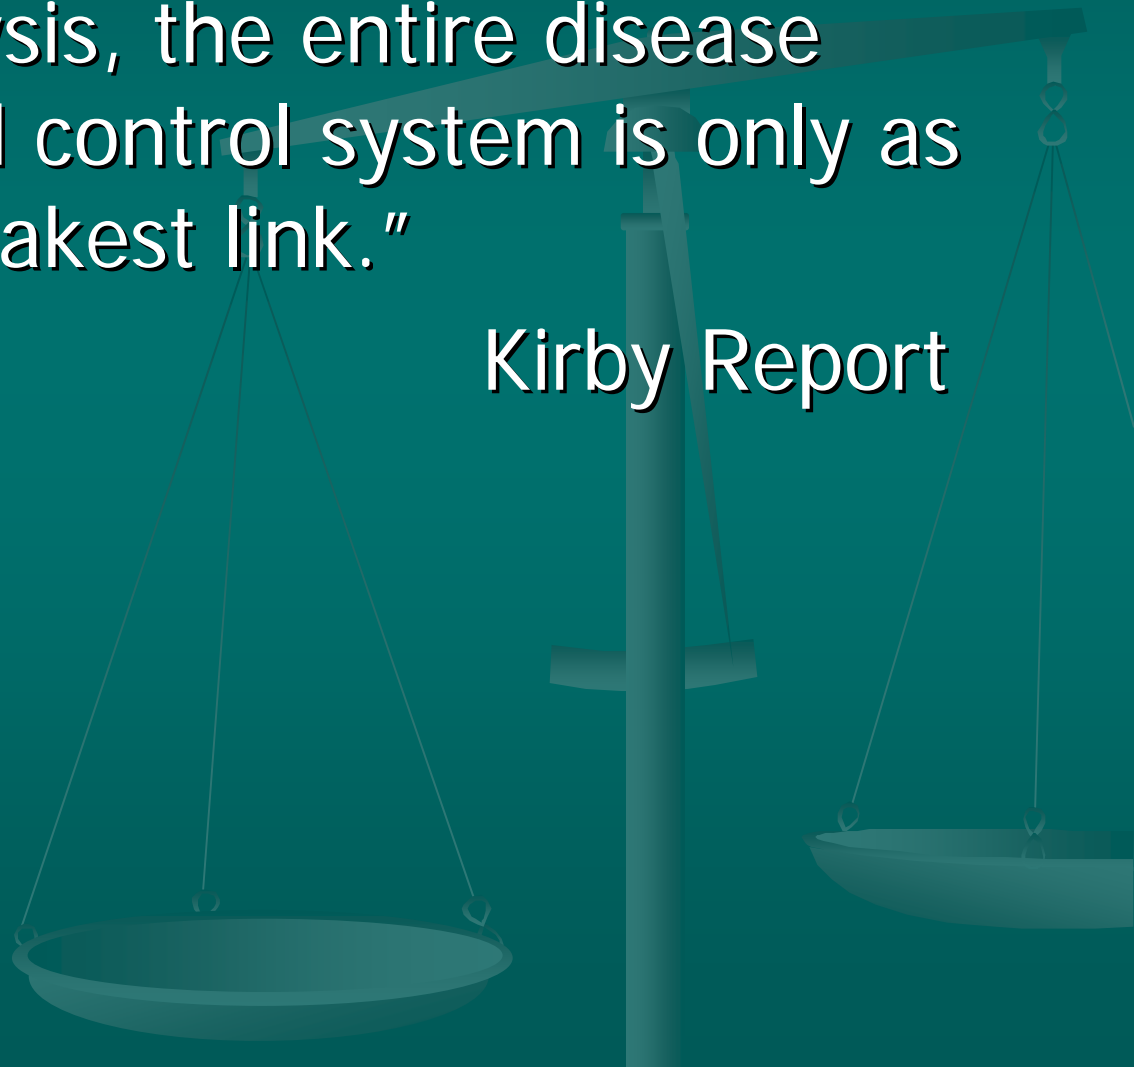 sis, the entire disease
control system is only as
akest link.”
Kirby Report